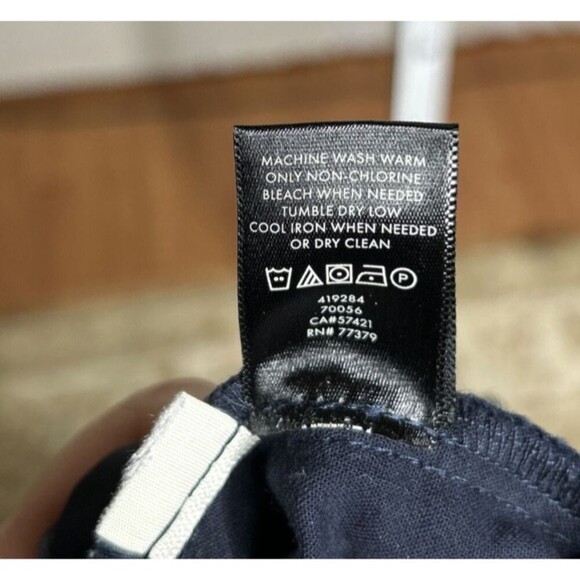 MACHINE WASH WARM
ONLY NON-CHLORINE
BLEACH WHEN NEEDED
TUMBLE DRY LOW
COOL IRON WHEN NEEDED
OR DRY CLEAN
P
419284
70056
CA#57421
RN# 77379